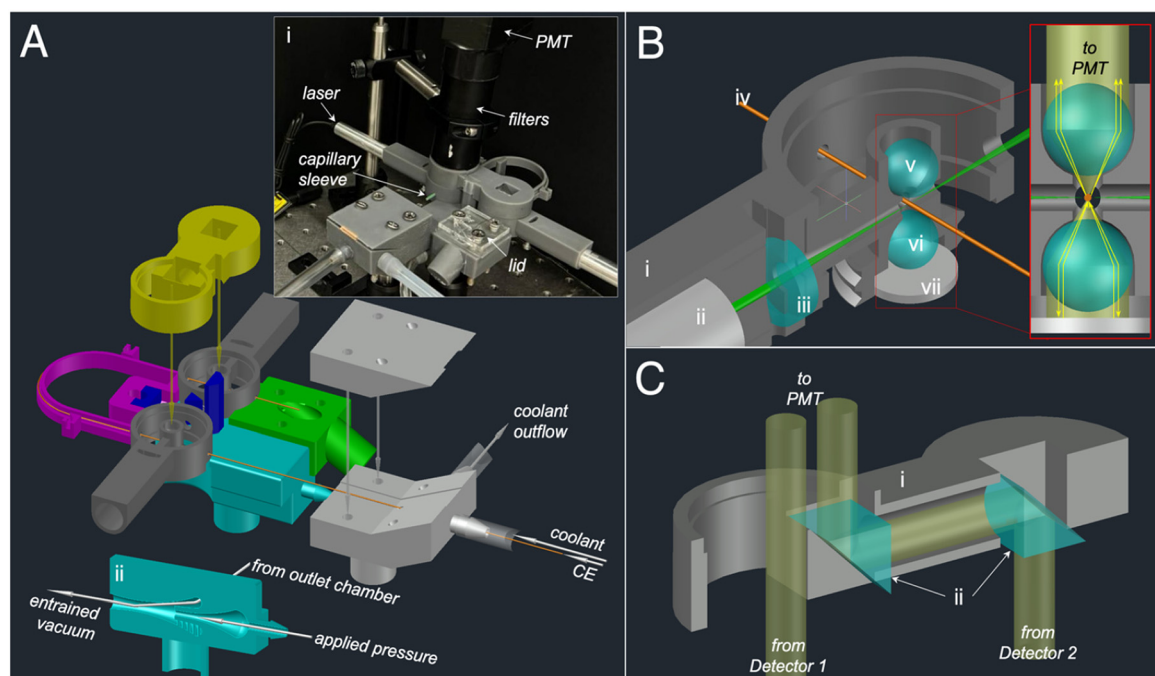 A
i
PMT
laser
filters
capillary
sleeve
lid
coolant
outflow
coolant
CE
ii
from outlet chamber
entrained
vacuum
applied pressure
B
iv
v
i
vi
ii
iii
vii
to
PMT
C
to
PMT
i
ii
from
Detector 1
from
Detector 2